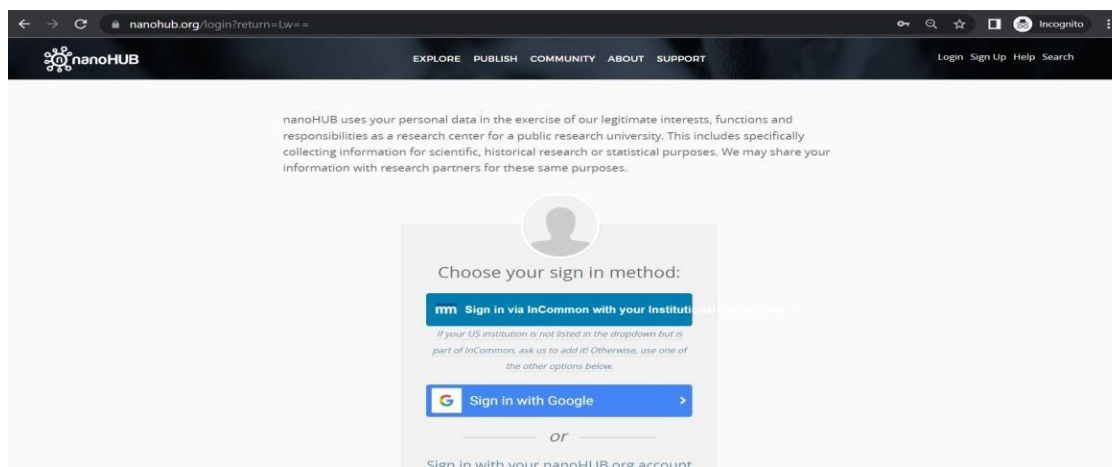 nanohub.org/login?return=Lw==
Incognito
nanoHUB
EXPLORE PUBLISH COMMUNITY ABOUT SUPPORT
Login Sign Up Help Search
nanoHUB uses your personal data in the exercise of our legitimate interests, functions and
responsibilities as a research center for a public research university. This includes specifically
collecting information for scientific, historical research or statistical purposes. We may share your
information with research partners for these same purposes.
Choose your sign in method:
Sign in via InCommon with your Institutional
If your US institution is not listed in the dropdown but is
part of InCommon, ask us to add it! Otherwise, use one of
the other options below.
G Sign in with Google
or
Sign in with your nanoHUB.org account